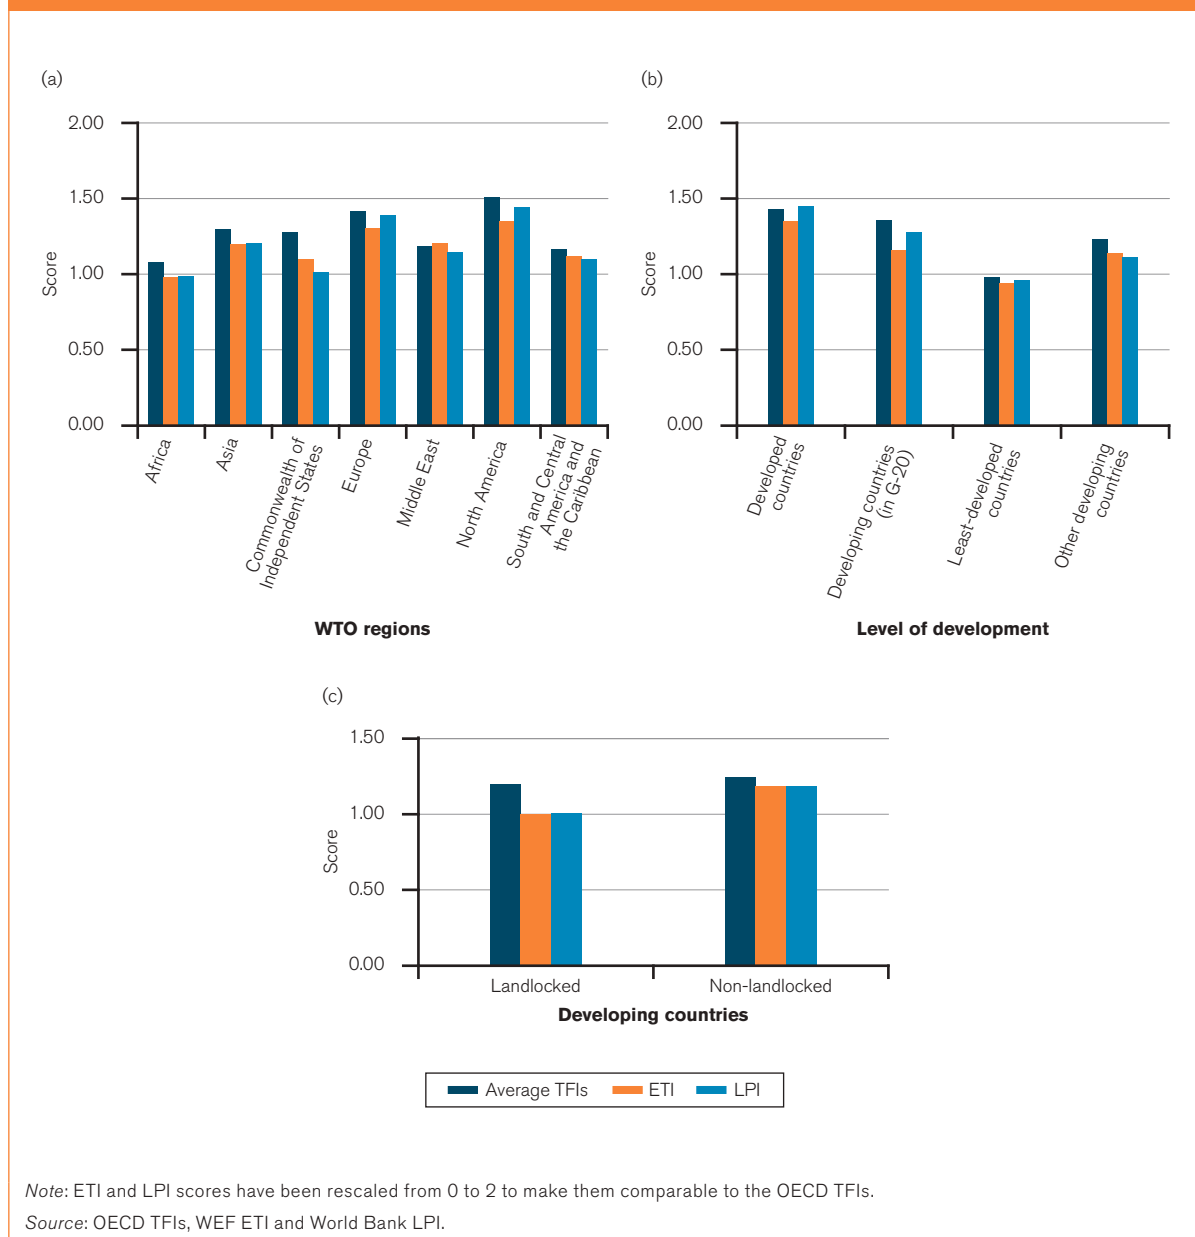 (a)
2.00
1.50
1.00
0.50
0.00
Score
Africa
Asia
Commonwealth of
Independent States
Europe
Middle East
North America
South and Central
America and
the Caribbean
WTO regions
(b)
2.00
1.50
1.00
0.50
0.00
Score
Developed
countries
Developing countries
(in G-20)
Least-developed
countries
Other developing
countries
Level of development
(c)
1.50
1.00
0.50
0.00
Score
Landlocked
Non-landlocked
Developing countries
Average TFIs ETI LPI
Note: ETI and LPI scores have been rescaled from 0 to 2 to make them comparable to the OECD TFIs.
Source: OECD TFIs, WEF ETI and World Bank LPI.